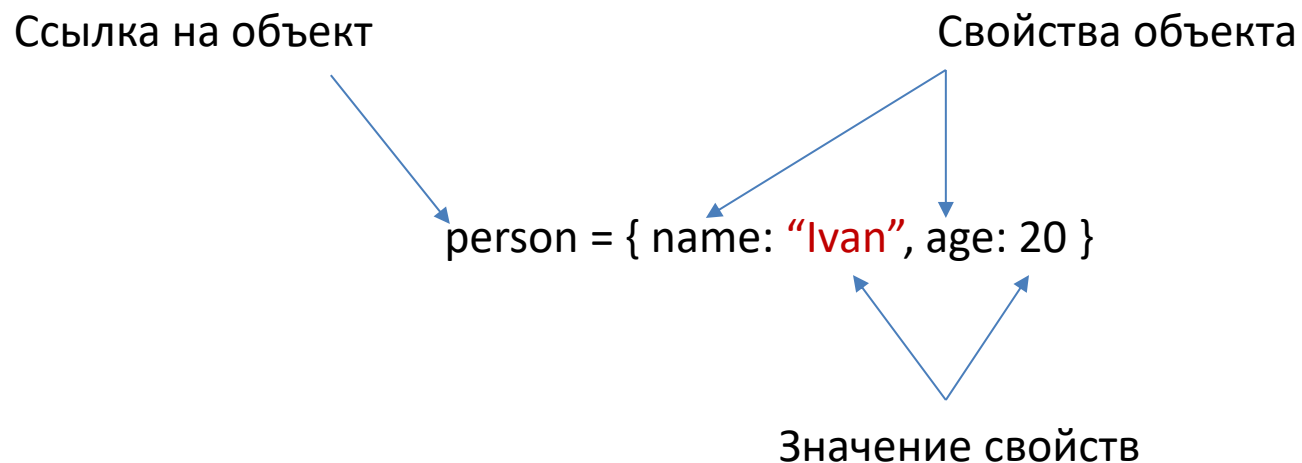 Ссылка на объект
Свойства объекта
person = { name: “Ivan”, age: 20 }
Значение свойств